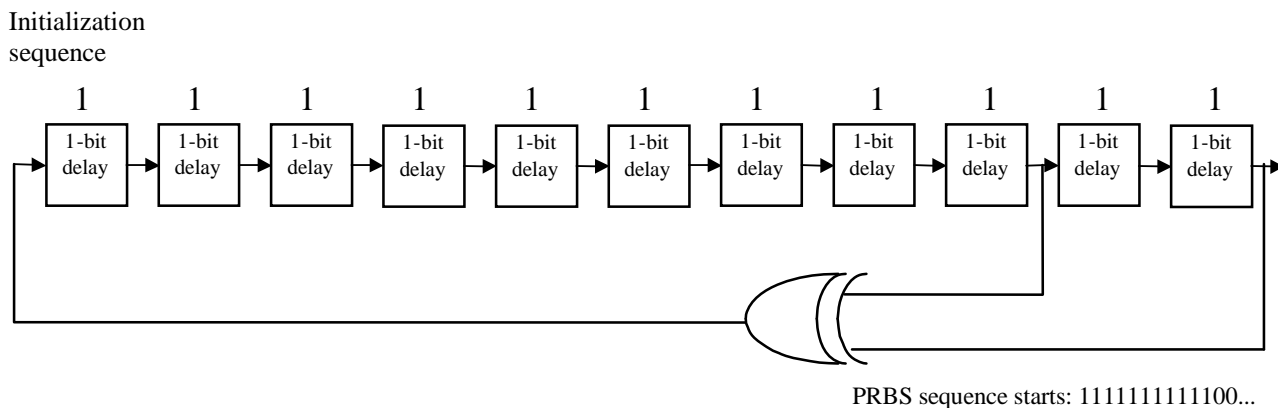 Initialization
sequence
1 1 1 1 1 1 1 1 1 1 1
1-bit delay 1-bit delay 1-bit delay 1-bit delay 1-bit delay 1-bit delay 1-bit delay 1-bit delay 1-bit delay 1-bit delay 1-bit delay
PRBS sequence starts: 1111111111100...